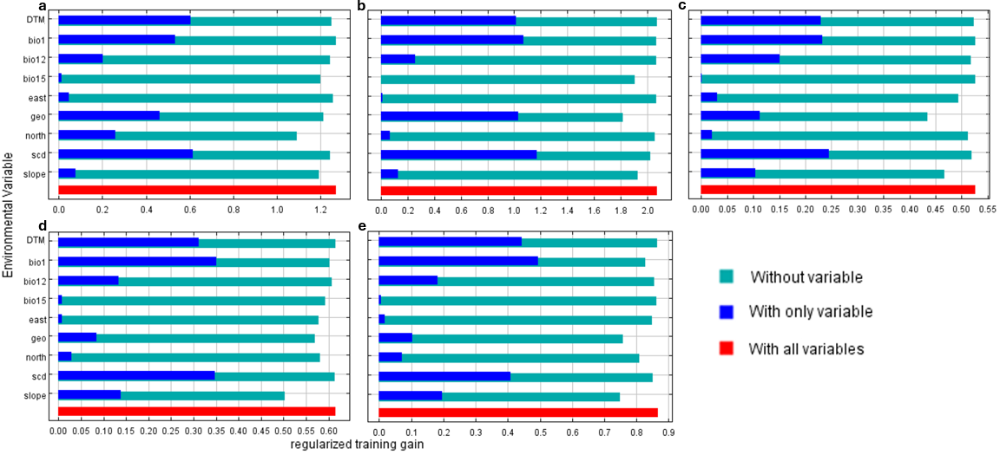 a
b
c
DTM
bio1
bio12
bio15
east
geo
north
scd
slope
0.0 0.2 0.4 0.6 0.8 1.0 1.2
0.0 0.2 0.4 0.6 0.8 1.0 1.2 1.4 1.6 1.8 2.0
0.00 0.05 0.10 0.15 0.20 0.25 0.30 0.35 0.40 0.45 0.50 0.55
Environmental Variable
d
e
DTM
bio1
bio12
bio15
east
geo
north
scd
slope
0.00 0.05 0.10 0.15 0.20 0.25 0.30 0.35 0.40 0.45 0.50 0.55 0.60
0.0 0.1 0.2 0.3 0.4 0.5 0.6 0.7 0.8 0.9
regularized training gain
Without variable
With only variable
With all variables